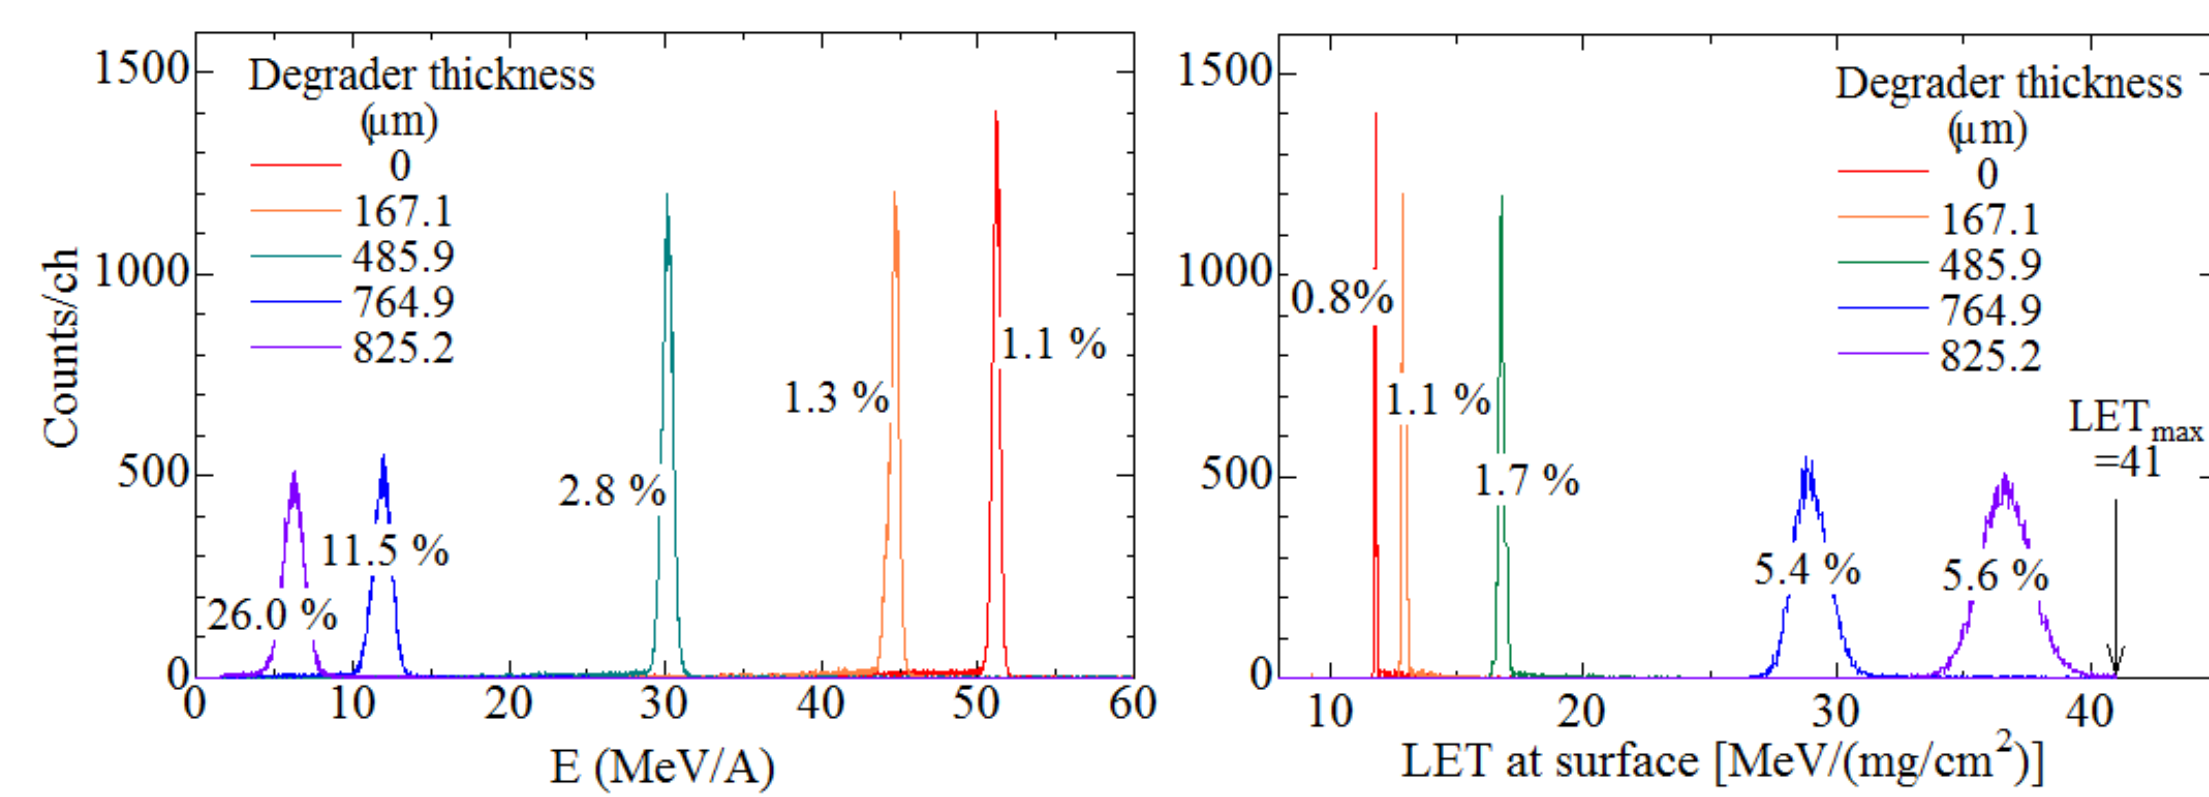 Degrader thickness
(µm)
0
167.1
485.9
764.9
825.2
1500
1000
500
0
Counts/ch
26.0 %
11.5 %
2.8 %
1.3 %
1.1 %
0 10 20 30 40 50 60
E (MeV/A)
Degrader thickness
(µm)
0
167.1
485.9
764.9
825.2
1500
1000
500
0
0.8%
1.1 %
1.7 %
5.4 %
5.6 %
LETmax
=41
10 20 30 40
LET at surface [MeV/(mg/cm²)]